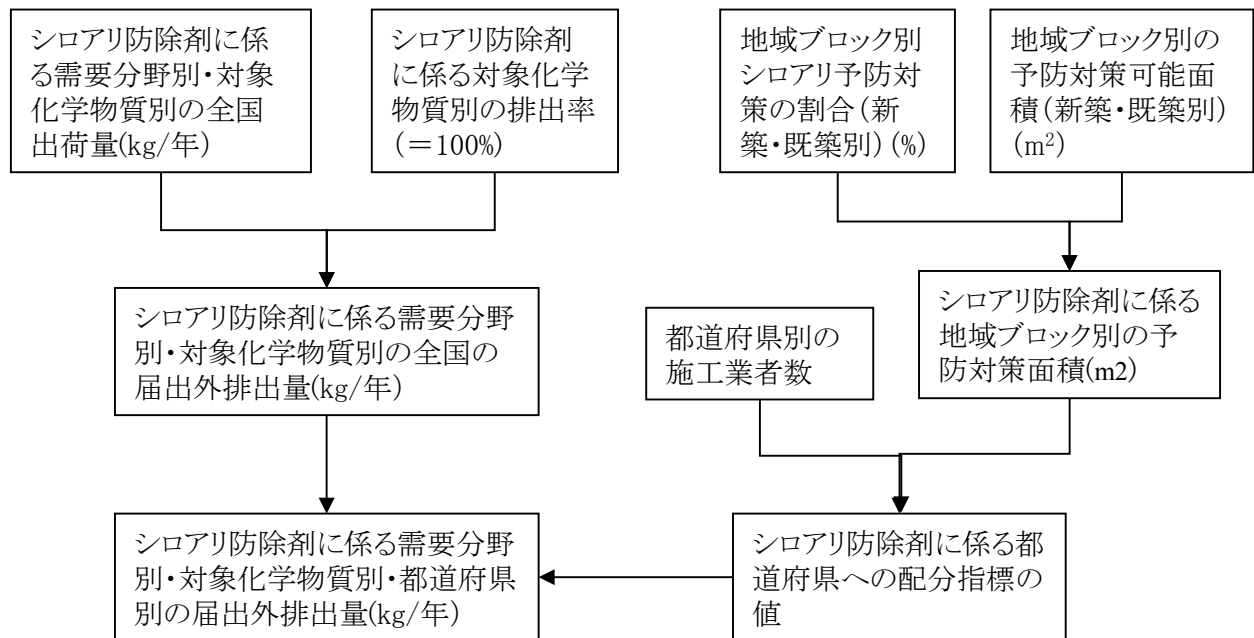 シロアリ防除剤に係
る需要分野別・対象
化学物質別の全国
出荷量(kg/年)
シロアリ防除剤
に係る対象化学
物質別の排出率
(=100%)
地域ブロック別
シロアリ予防対
策の割合(新
築・既築別)(%)
地域ブロック別の
予防対策可能面
積(新築・既築別)
(m²)
シロアリ防除剤に係る需要分野
別・対象化学物質別の全国の
届出外排出量(kg/年)
都道府県別の
施工業者数
シロアリ防除剤に係る
地域ブロック別の予
防対策面積(m2)
シロアリ防除剤に係る需要分野
別・対象化学物質別・都道府県
別の届出外排出量(kg/年)
シロアリ防除剤に係る都
道府県への配分指標の
値